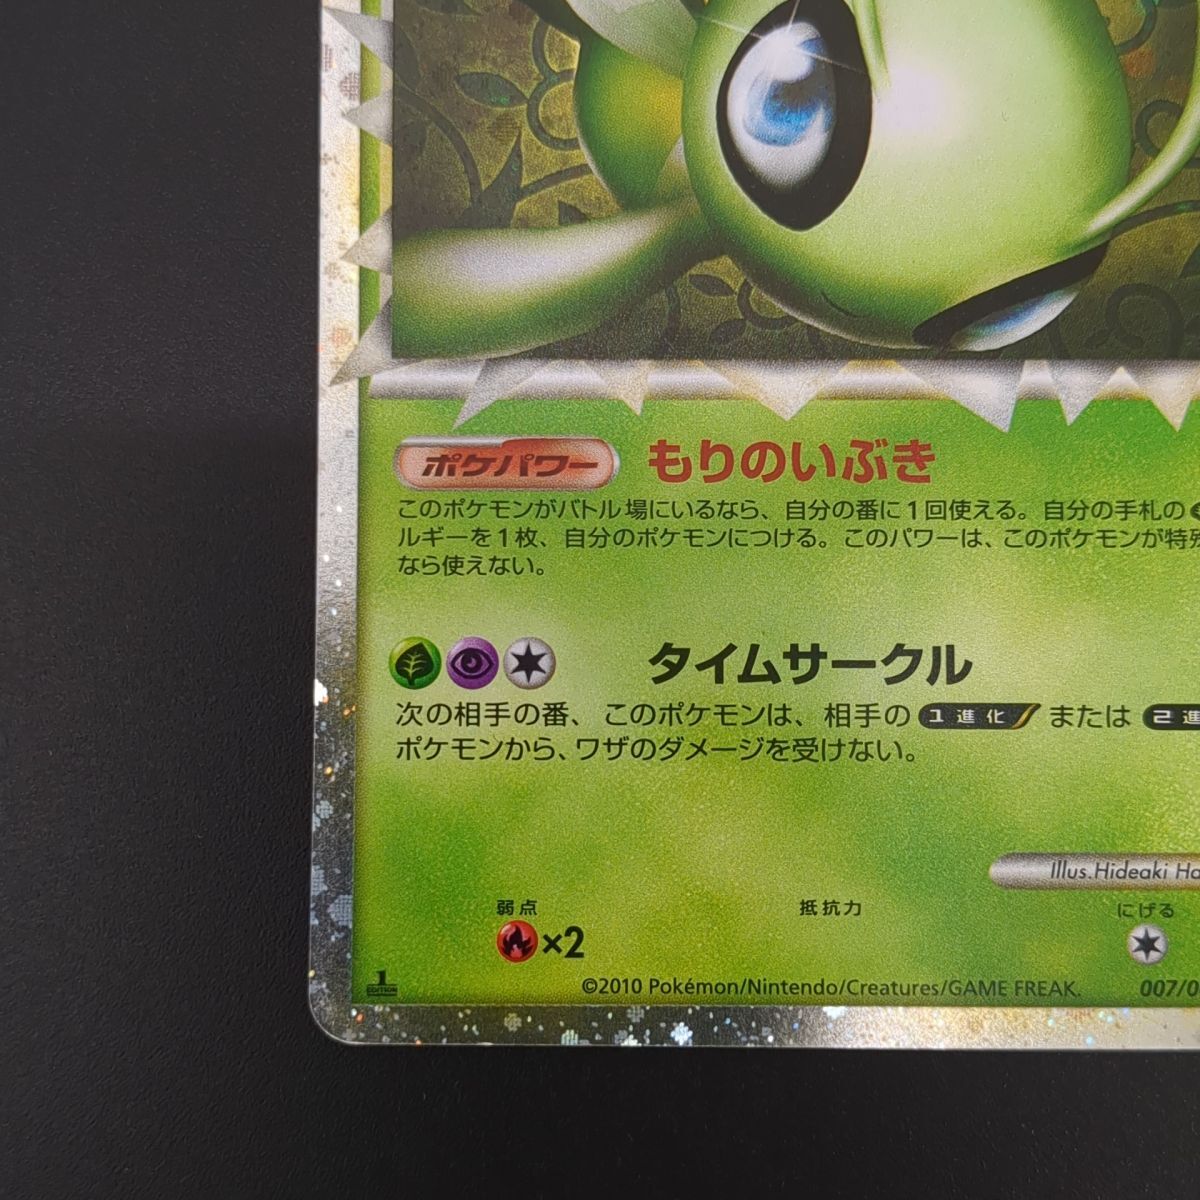 ポケパワー もりのいぶき
このポケモンがバトル場にいるなら、自分の番に1回使える。自分の手札の
ルギーを1枚、自分のポケモンにつける。このパワーは、このポケモンが特殊
なら使えない。
タイムサークル
次の相手の番、このポケモンは、相手の 1進化 または 2進
ポケモンから、ワザのダメージを受けない。
Illus.Hideaki Ha
弱点 抵抗力 にげる
×2
1 EDITION
©2010 Pokémon/Nintendo/Creatures/GAME FREAK. 007/0